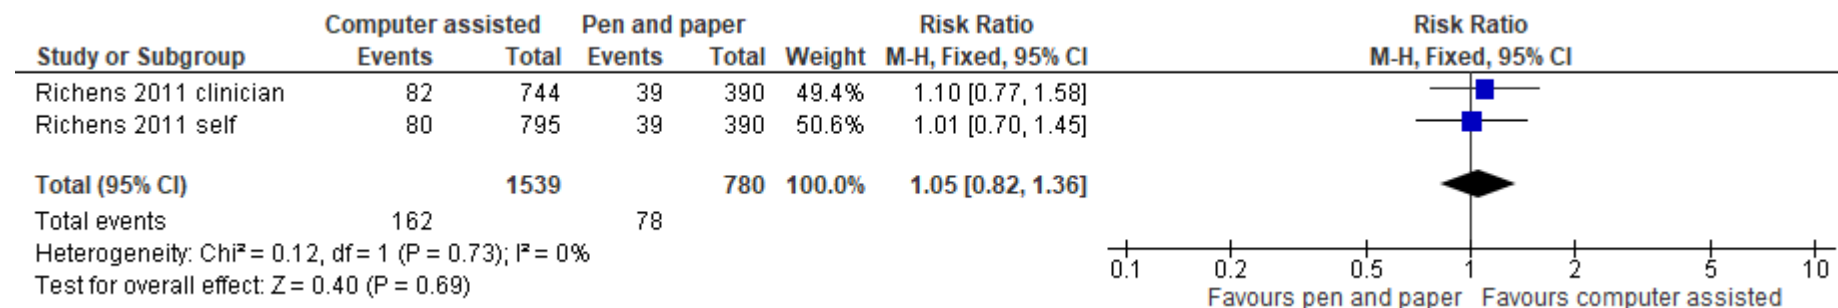 Computer assisted Pen and paper Risk Ratio Risk Ratio
Study or Subgroup Events Total Events Total Weight M-H, Fixed, 95% CI M-H, Fixed, 95% CI
Richens 2011 clinician 82 744 39 390 49.4% 1.10 [0.77, 1.58]
Richens 2011 self 80 795 39 390 50.6% 1.01 [0.70, 1.45]
Total (95% CI) 1539 780 100.0% 1.05 [0.82, 1.36]
Total events 162 78
Heterogeneity: Chi² = 0.12, df = 1 (P = 0.73); I² = 0%
Test for overall effect: Z = 0.40 (P = 0.69)
0.1 0.2 0.5 1 2 5 10
Favours pen and paper Favours computer assisted